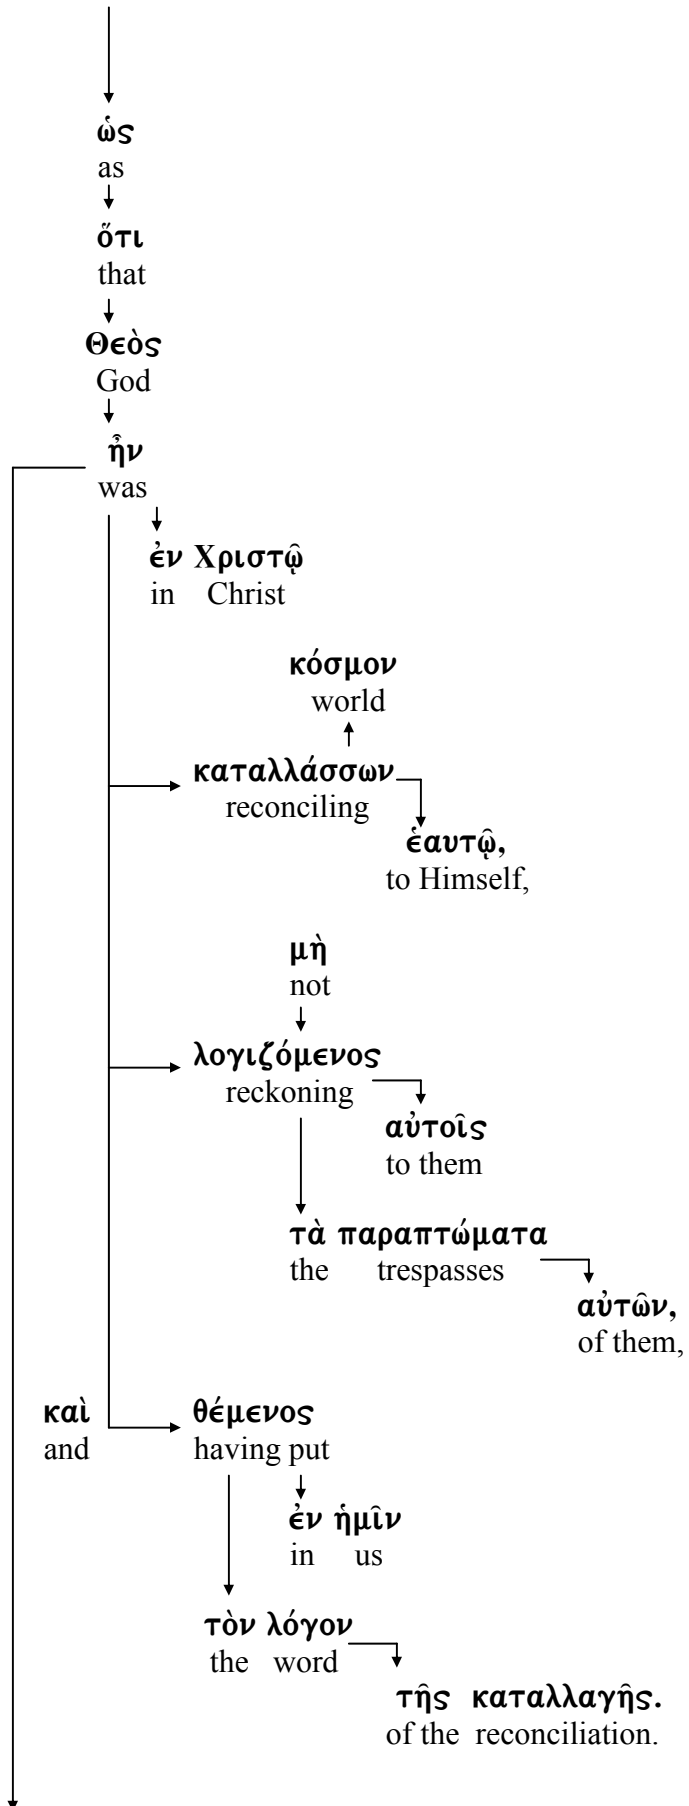 ὡς
as
ὅτι
that
Θεὸς
God
ἦν
was
ἐν Χριστῷ
in Christ
κόσμον
world
καταλλάσσων
reconciling
ἑαυτῷ,
to Himself,
μὴ
not
λογιζόμενος
reckoning
αὐτοῖς
to them
τὰ παραπτώματα
the trespasses
αὐτῶν,
of them,
καὶ θέμενος
and having put
ἐν ἡμῖν
in us
τὸν λόγον
the word
τῆς καταλλαγῆς.
of the reconciliation.